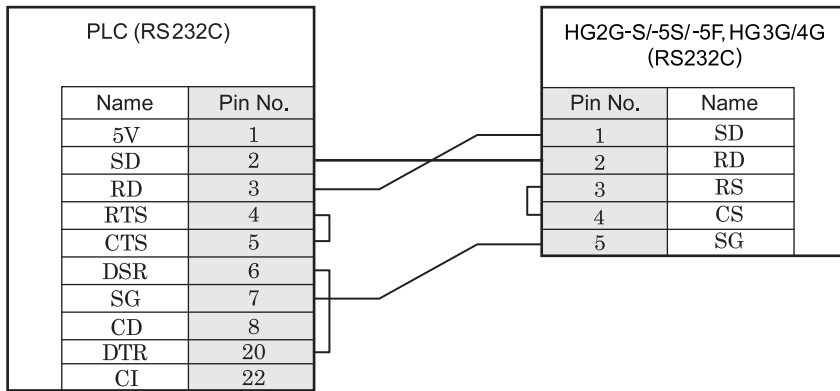 PLC (RS232C)
Name Pin No.
5V 1
SD 2
RD 3
RTS 4
CTS 5
DSR 6
SG 7
CD 8
DTR 20
CI 22
HG2G-S/-5S/-5F, HG3G/4G
(RS232C)
Pin No. Name
1 SD
2 RD
3 RS
4 CS
5 SG